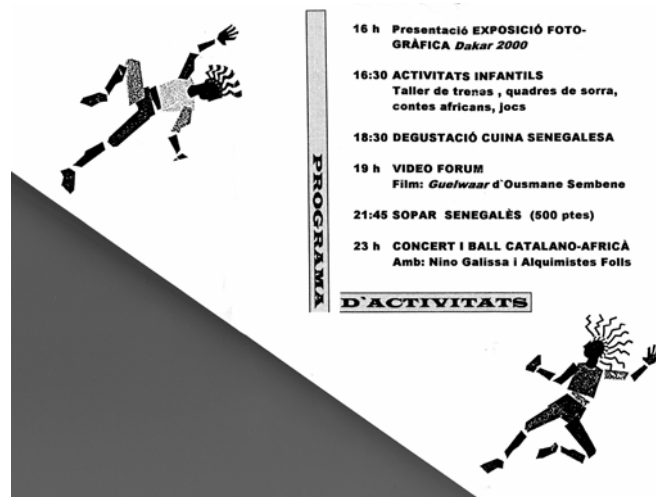 16 h Presentació EXPOSICIÓ FOTO-
GRÀFICA Dakar 2000
16:30 ACTIVITATS INFANTILS
Taller de trenes , quadres de sorra,
contes africans, jocs
18:30 DEGUSTACIÓ CUINA SENEGALESA
19 h VIDEO FORUM
Film: Guelwaar d`Ousmane Sembene
21:45 SOPAR SENEGALÈS (500 ptes)
23 h CONCERT I BALL CATALANO-AFRICÀ
Amb: Nino Galissa i Alquimistes Folls
PROGRAMA
D'ACTIVITATS